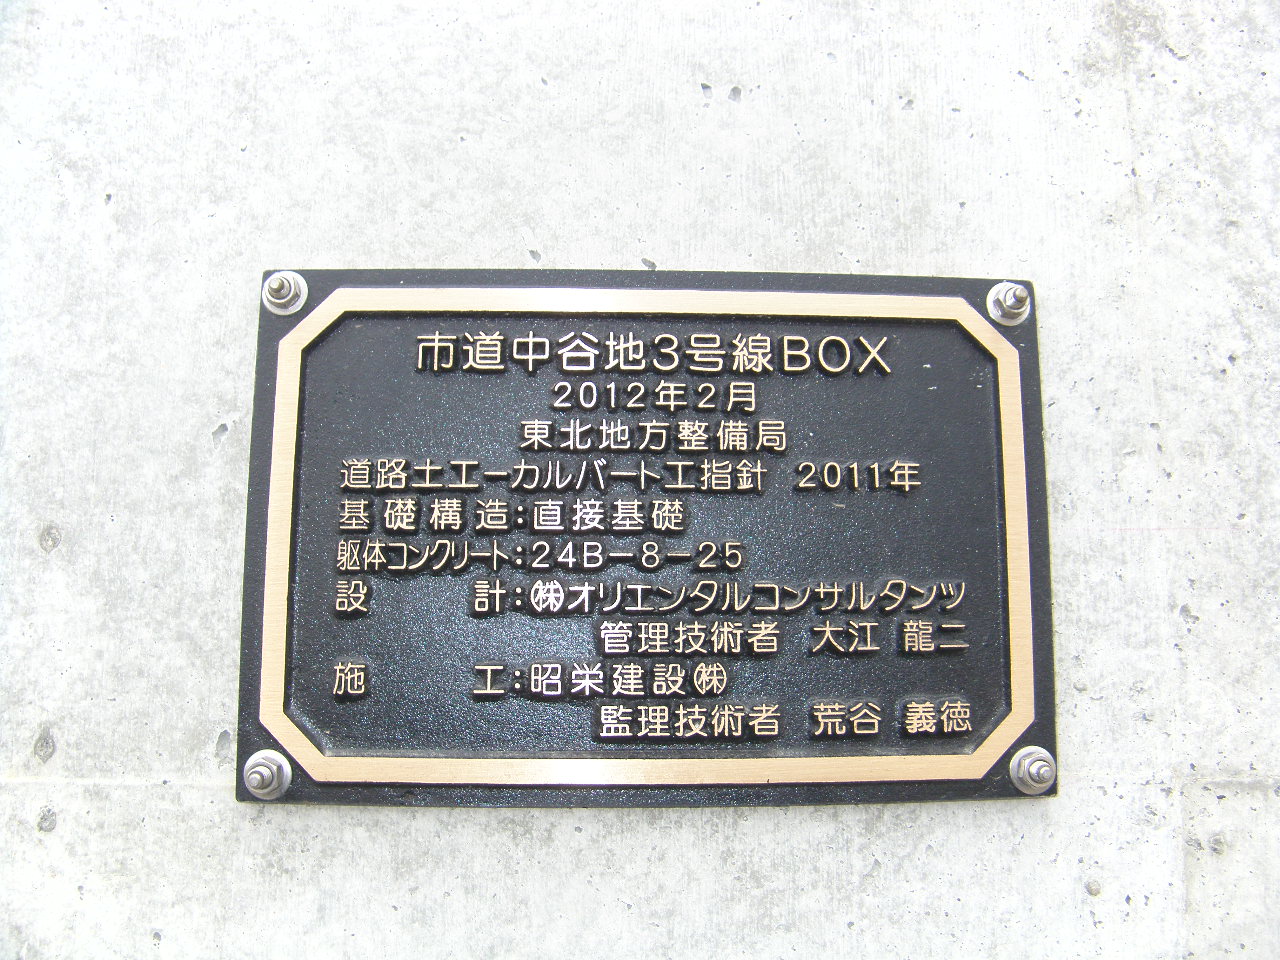 市道中谷地3号線BOX
2012年2月
東北地方整備局
道路土工ーカルバート工指針 2011年
基礎構造：直接基礎
躯体コンクリート：24B－8－25
設計：㈱オリエンタルコンサルタンツ
管理技術者 大江 龍二
施工：昭栄建設㈱
監理技術者 荒谷 義徳